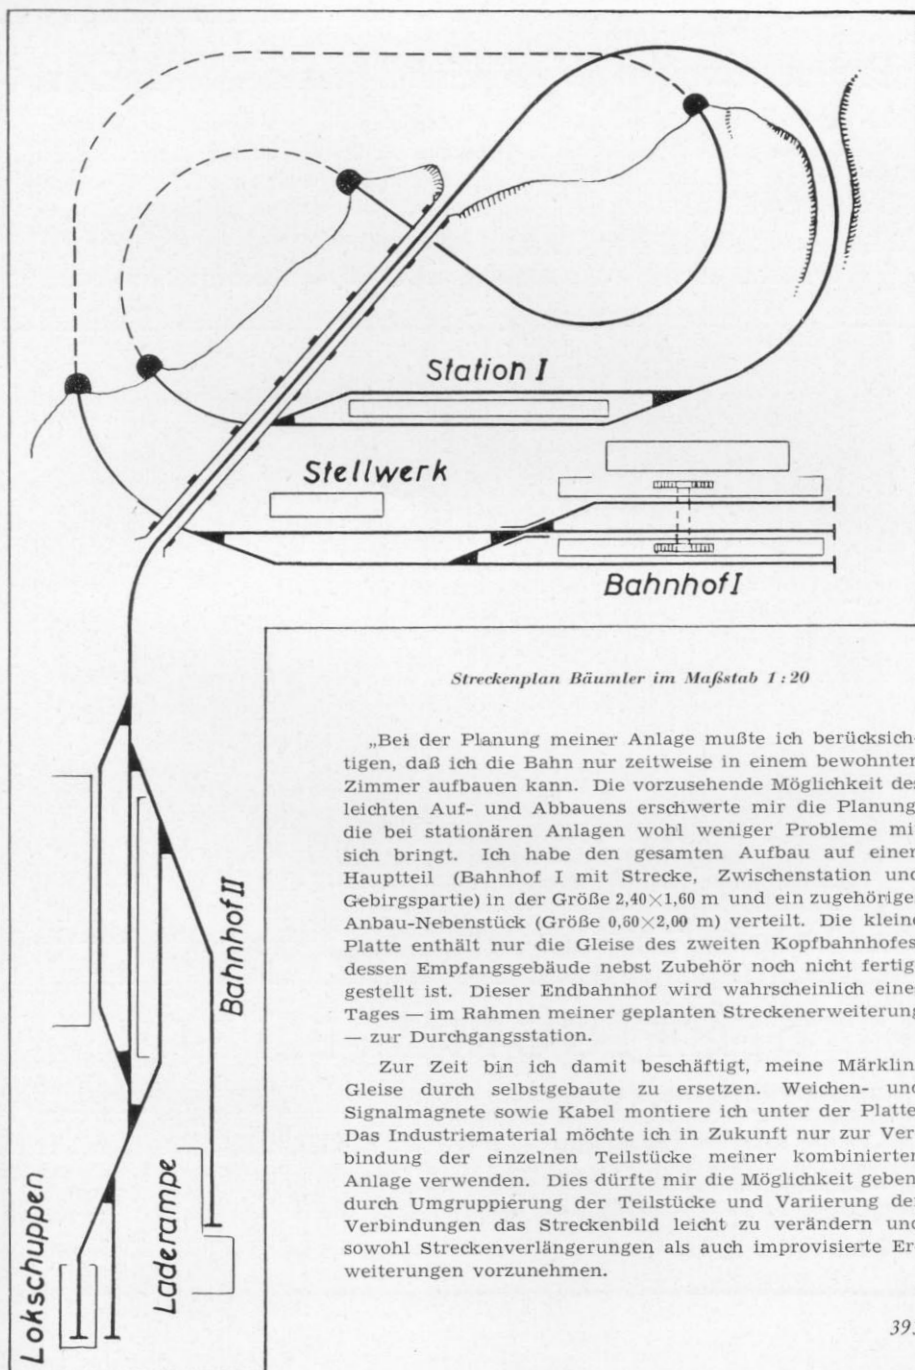 Station I
Stellwerk
Bahnhof I
Streckenplan Bäumler im Maßstab 1:20
„Bei der Planung meiner Anlage mußte ich berücksich-
tigen, daß ich die Bahn nur zeitweise in einem bewohnten
Zimmer aufbauen kann. Die vorzusehende Möglichkeit des
leichten Auf- und Abbauens erschwerte mir die Planung
die bei stationären Anlagen wohl weniger Probleme mi
sich bringt. Ich habe den gesamten Aufbau auf einen
Hauptteil (Bahnhof I mit Strecke, Zwischenstation und
Gebirgspartie) in der Größe 2,40×1,60 m und ein zugehörige
Anbau-Nebenstück (Größe 0,60×2,00 m) verteilt. Die kleine
Platte enthält nur die Gleise des zweiten Kopfbahnhofes
dessen Empfangsgebäude nebst Zubehör noch nicht fertig
gestellt ist. Dieser Endbahnhof wird wahrscheinlich eine
Tages — im Rahmen meiner geplanten Streckenerweiterung
— zur Durchgangsstation.
Zur Zeit bin ich damit beschäftigt, meine Märklin
Gleise durch selbstgebaute zu ersetzen. Weichen- und
Signalmagnete sowie Kabel montiere ich unter der Platte
Das Industriematerial möchte ich in Zukunft nur zur Ver
bindung der einzelnen Teilstücke meiner kombinierten
Anlage verwenden. Dies dürfte mir die Möglichkeit geben
durch Umgruppierung der Teilstücke und Variierung der
Verbindungen das Streckenbild leicht zu verändern und
sowohl Streckenverlängerungen als auch improvisierte Er
weiterungen vorzunehmen.
Bahnhof II
Laderampe
Lokschuppen